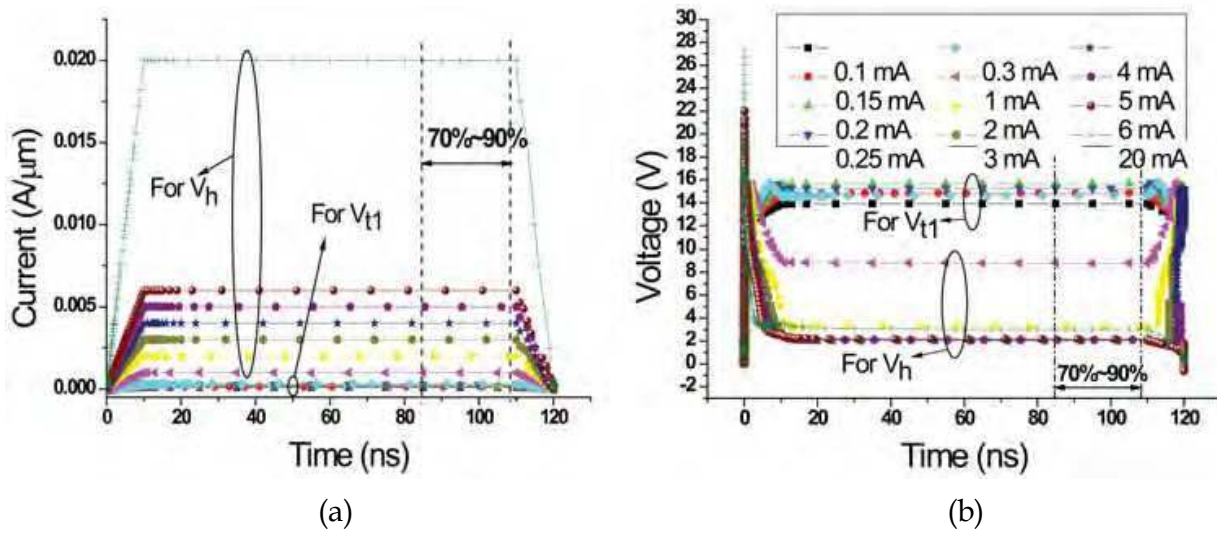 0.020
0.015
0.010
0.005
0.000
Current (A/μm)
70%~90%
For Vh
For Vt1
0 20 40 60 80 100 120
Time (ns)
(a)
30
28
26
24
22
20
18
16
14
12
10
8
6
4
2
0
-2
Voltage (V)
0.1 mA 0.3 mA 4 mA
0.15 mA 1 mA 5 mA
0.2 mA 2 mA 6 mA
0.25 mA 3 mA 20 mA
For Vt1
For Vh
70%~90%
0 20 40 60 80 100 120
Time (ns)
(b)